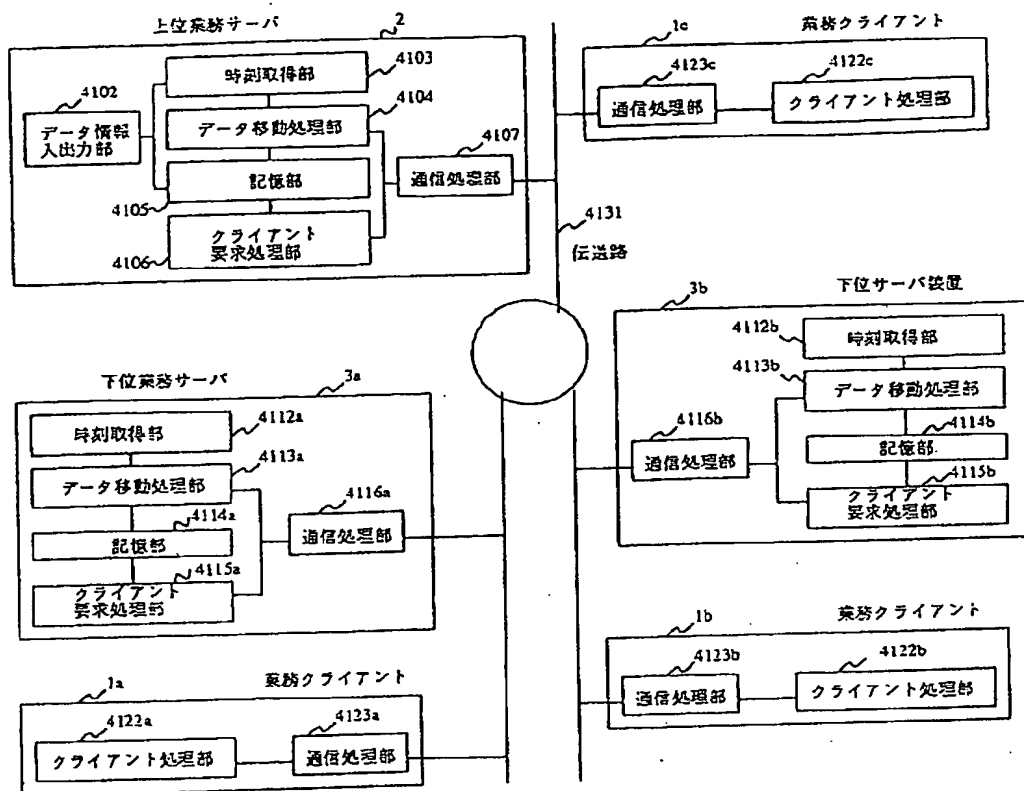 上位業務サーバ
2
4102
データ情報
入出力部
時刻取得部
4103
データ移動処理部
4104
記憶部
4105
クライアント
要求処理部
4106
通信処理部
4107
業務クライアント
1c
4123c
通信処理部
4122c
クライアント処理部
4131
伝送路
下位サーバ装置
3b
4112b
時刻取得部
4113b
データ移動処理部
4114b
記憶部
4115b
クライアント
要求処理部
4116b
通信処理部
下位業務サーバ
3a
時刻取得部
4112a
データ移動処理部
4113a
4114a
記憶部
4115a
クライアント
要求処理部
4116a
通信処理部
業務クライアント
1b
4123b
通信処理部
4122b
クライアント処理部
業務クライアント
1a
4122a
クライアント処理部
4123a
通信処理部